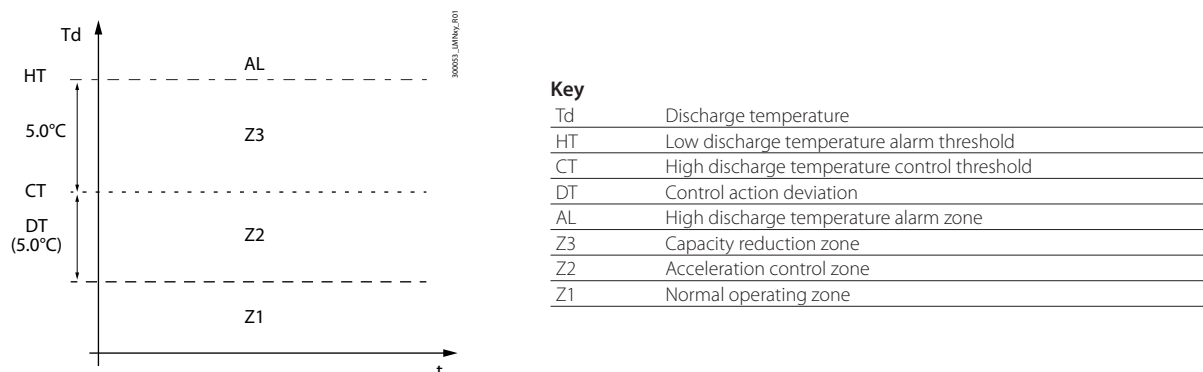 Td
HT
AL
5.0°C
Z3
CT
DT
(5.0°C)
Z2
Z1
t
300053_LMNxy_R01
Key
Td Discharge temperature
HT Low discharge temperature alarm threshold
CT High discharge temperature control threshold
DT Control action deviation
AL High discharge temperature alarm zone
Z3 Capacity reduction zone
Z2 Acceleration control zone
Z1 Normal operating zone